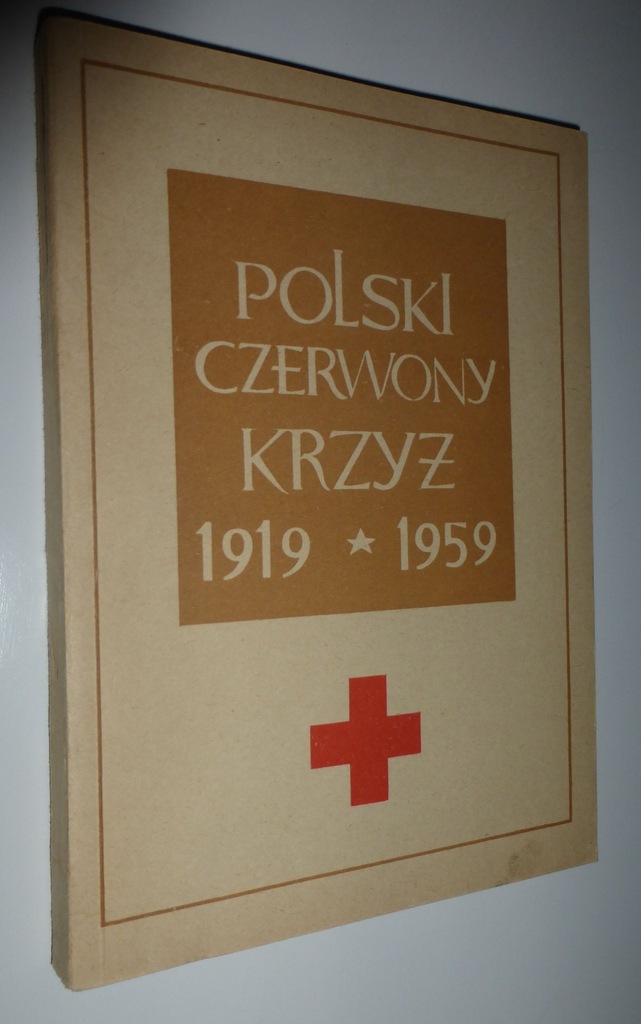 POLSKI
CZERWONY
KRZYŻ
1919 ★ 1959